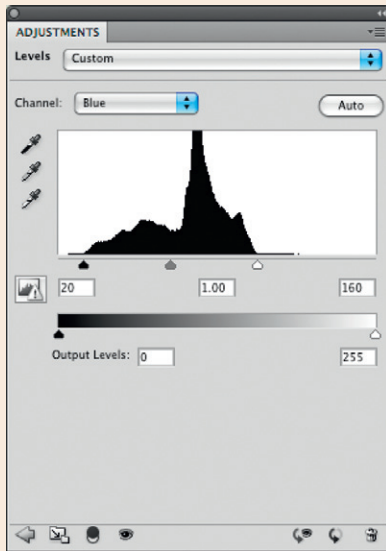 ADJUSTMENTS
Levels Custom
Channel: Blue Auto
20 1.00 160
Output Levels: 0 255